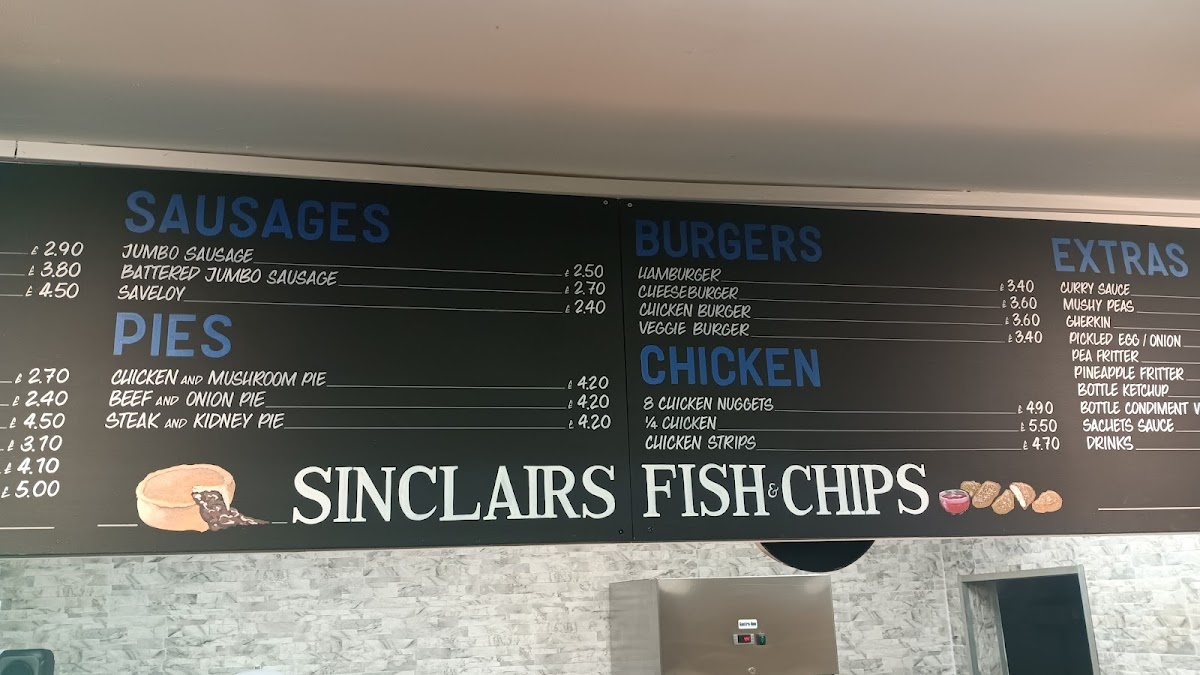 £ 2.90
£ 3.80
£ 4.50
£ 2.70
£ 2.40
£ 4.50
£ 3.70
£ 4.70
£ 5.00
SAUSAGES
JUMBO SAUSAGE £ 2.50
BATTERED JUMBO SAUSAGE £ 2.70
SAVELOY £ 2.40
PIES
CHICKEN AND MUSHROOM PIE £ 4.20
BEEF AND ONION PIE £ 4.20
STEAK AND KIDNEY PIE £ 4.20
BURGERS
HAMBURGER £ 3.40
CHEESEBURGER £ 3.60
CHICKEN BURGER £ 3.60
VEGGIE BURGER £ 3.40
CHICKEN
8 CHICKEN NUGGETS £ 4.90
¼ CHICKEN £ 5.50
CHICKEN STRIPS £ 4.70
EXTRAS
CURRY SAUCE
MUSHY PEAS
GHERKIN
PICKLED EGG / ONION
PEA FRITTER
PINEAPPLE FRITTER
BOTTLE KETCHUP
BOTTLE CONDIMENT V
SACHETS SAUCE
DRINKS
SINCLAIRS FISH & CHIPS